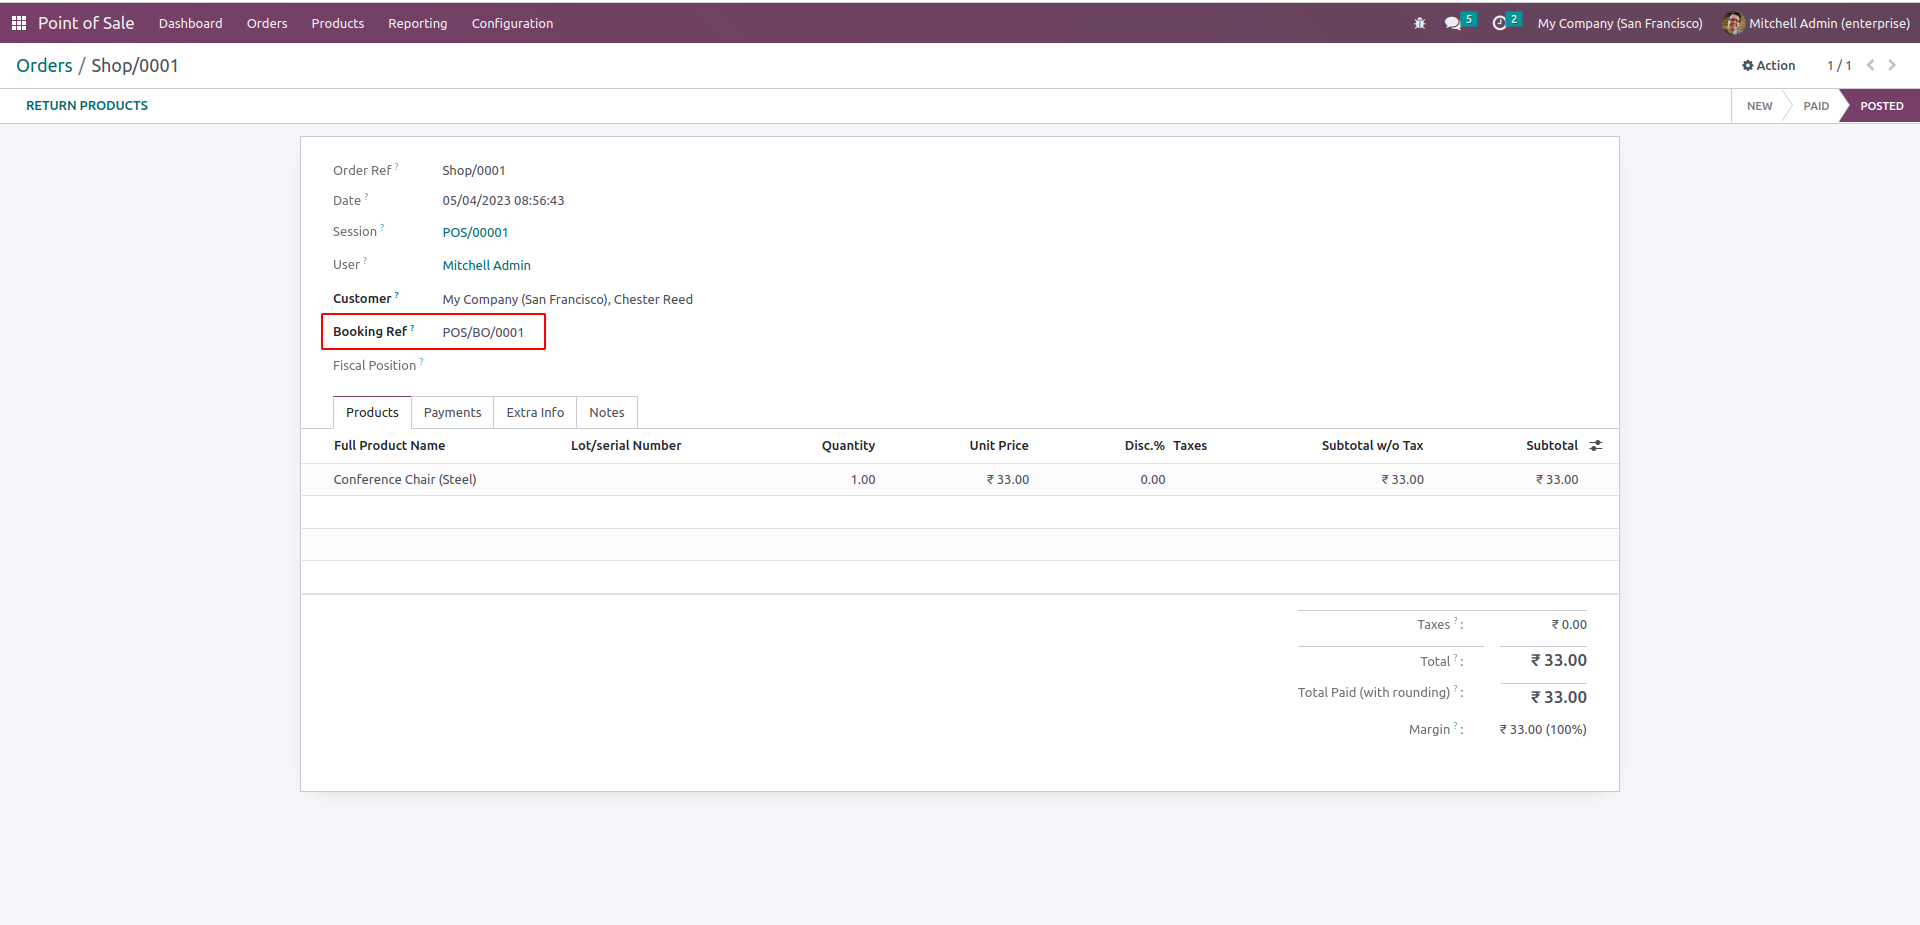 Point of Sale Dashboard Orders Products Reporting Configuration 5 2 My Company (San Francisco) Mitchell Admin (enterprise)
Orders / Shop/0001 Action 1 / 1
RETURN PRODUCTS NEW PAID POSTED
Order Ref ? Shop/0001
Date ? 05/04/2023 08:56:43
Session ? POS/00001
User ? Mitchell Admin
Customer ? My Company (San Francisco), Chester Reed
Booking Ref ? POS/BO/0001
Fiscal Position ?
Products Payments Extra Info Notes
Full Product Name Lot/serial Number Quantity Unit Price Disc.% Taxes Subtotal w/o Tax Subtotal
Conference Chair (Steel) 1.00 ₹ 33.00 0.00 ₹ 33.00 ₹ 33.00
Taxes ? : ₹ 0.00
Total ? : ₹ 33.00
Total Paid (with rounding) ? : ₹ 33.00
Margin ? : ₹ 33.00 (100%)